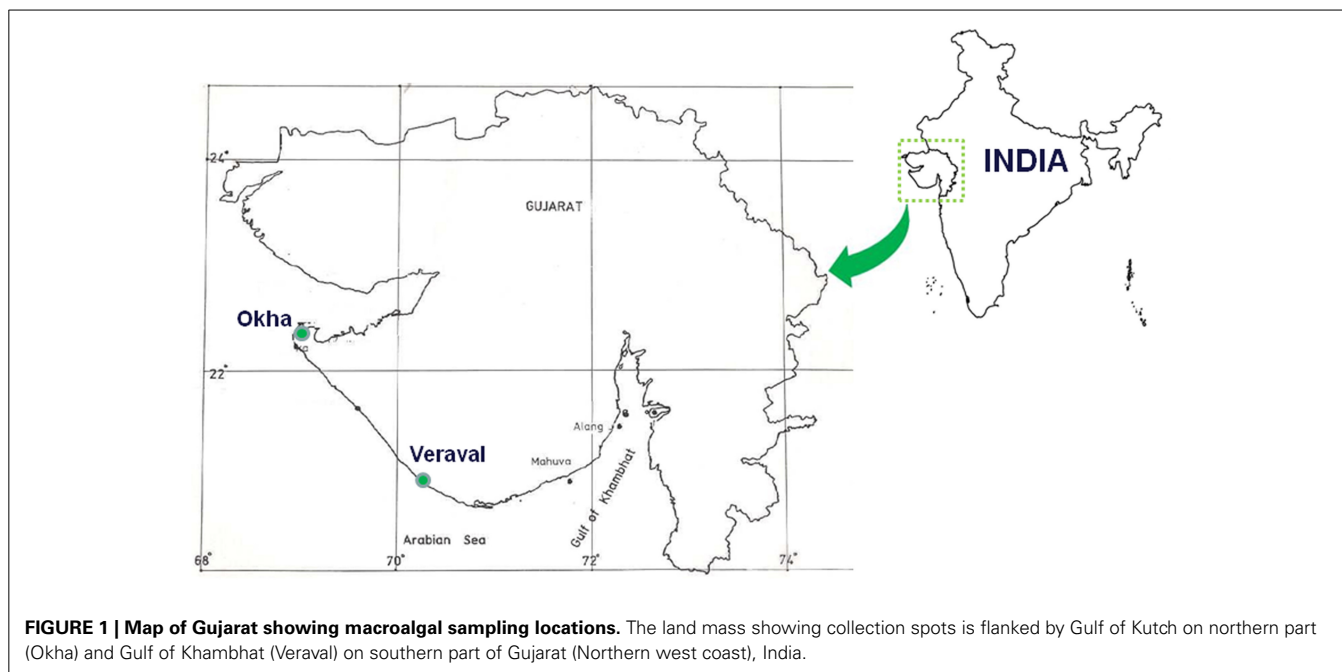 INDIA
24°
GUJARAT
Okha
22°
Veraval
Alang
Mahuva
Gulf of Khambhat
Arabian Sea
68°
70°
72°
74°
FIGURE 1 | Map of Gujarat showing macroalgal sampling locations. The land mass showing collection spots is flanked by Gulf of Kutch on northern part
(Okha) and Gulf of Khambhat (Veraval) on southern part of Gujarat (Northern west coast), India.